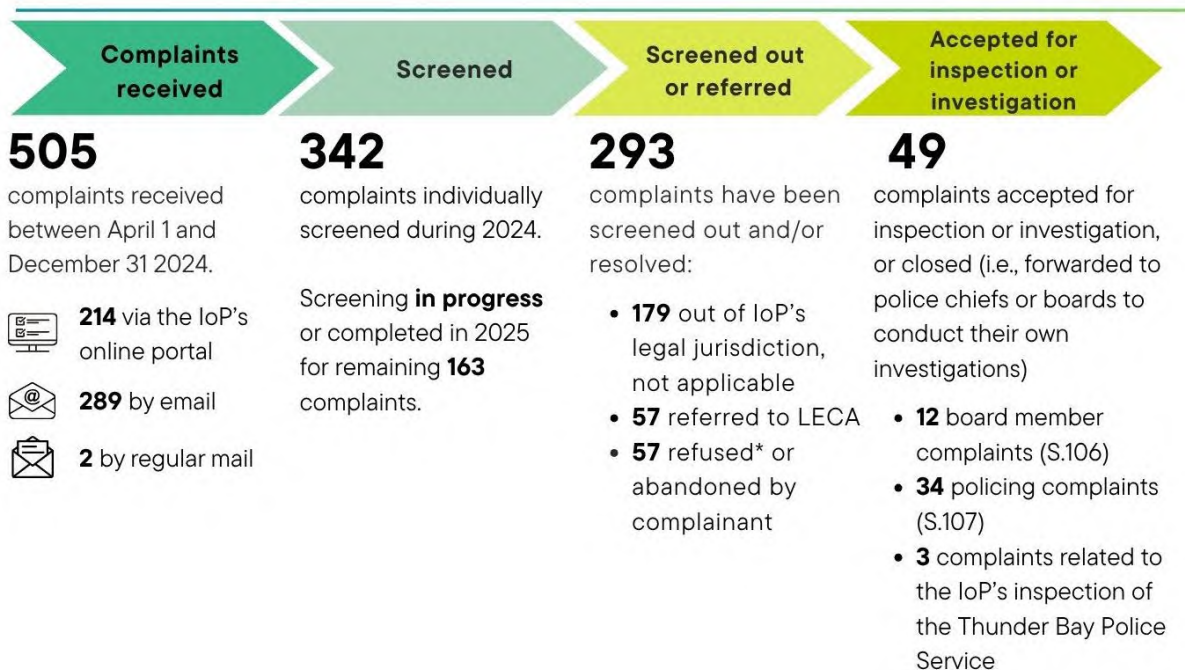 Complaints
received
Screened
Screened out
or referred
Accepted for
inspection or
investigation
505
complaints received
between April 1 and
December 31 2024.
214 via the IoP's
online portal
289 by email
2 by regular mail
342
complaints individually
screened during 2024.
Screening in progress
or completed in 2025
for remaining 163
complaints.
293
complaints have been
screened out and/or
resolved:
• 179 out of IoP's
legal jurisdiction,
not applicable
• 57 referred to LECA
• 57 refused* or
abandoned by
complainant
49
complaints accepted for
inspection or investigation,
or closed (i.e., forwarded to
police chiefs or boards to
conduct their own
investigations)
• 12 board member
complaints (S.106)
• 34 policing complaints
(S.107)
• 3 complaints related to
the IoP's inspection of
the Thunder Bay Police
Service